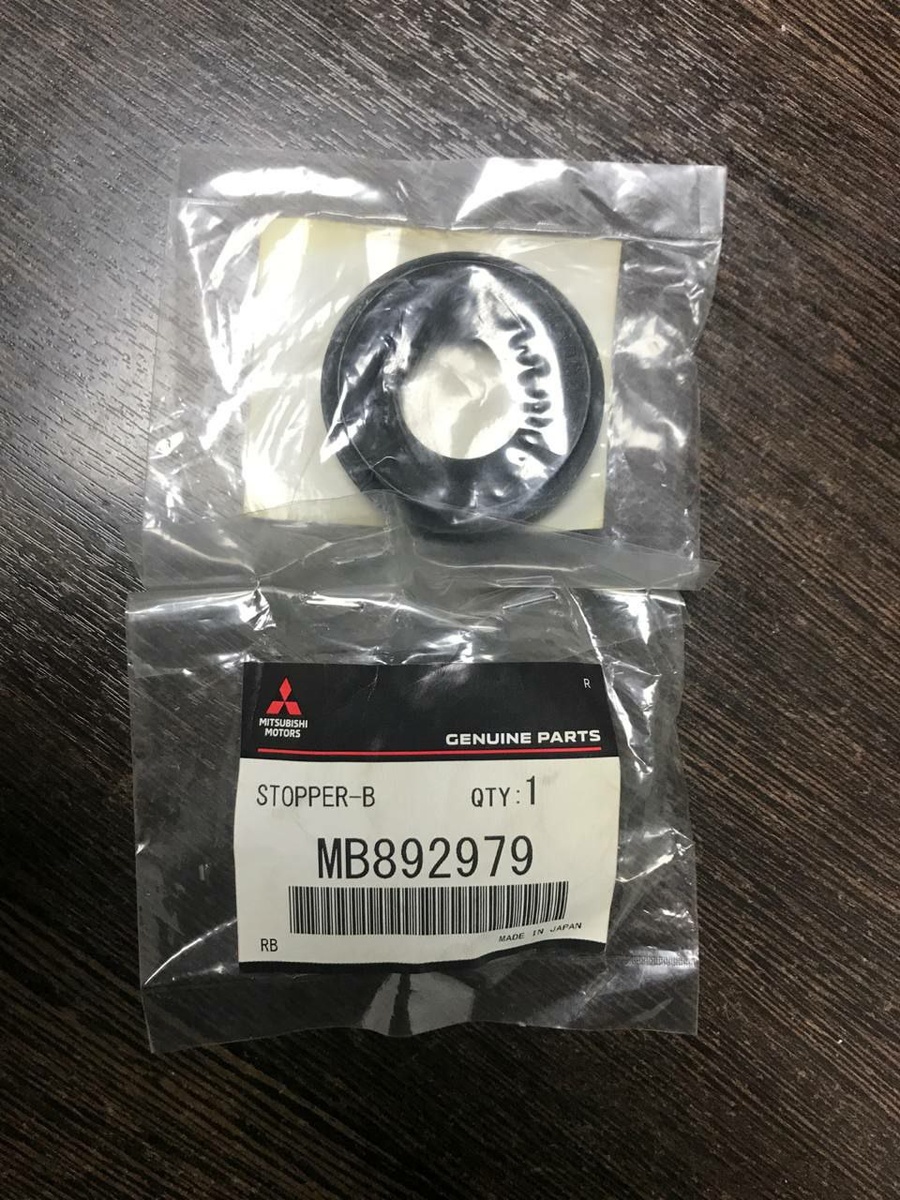 R
MITSUBISHI
MOTORS
GENUINE PARTS
STOPPER-B QTY:1
MB892979
MADE IN JAPAN
RB